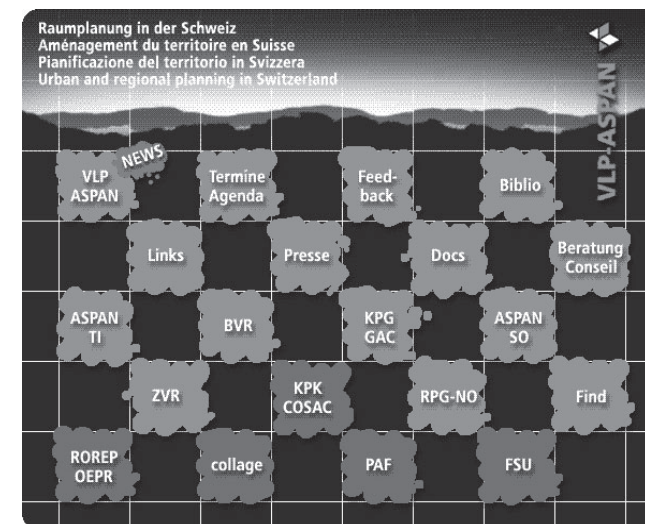 Raumplanung in der Schweiz
Aménagement du territoire en Suisse
Pianificazione del territorio in Svizzera
Urban and regional planning in Switzerland
VLP-ASPAN
NEWS
VLP
ASPAN
Termine
Agenda
Feed-
back
Biblio
Links
Presse
Docs
Beratung
Conseil
ASPAN
TI
BVR
KPG
GAC
ASPAN
SO
ZVR
KPK
COSAC
RPG-NO
Find
ROREP
OEPR
collage
PAF
FSU